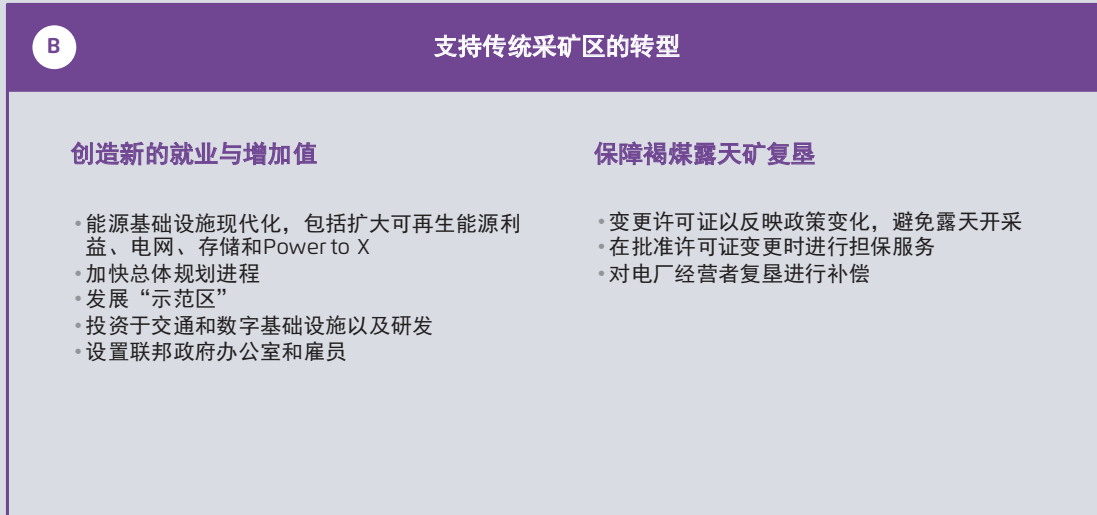 B
支持传统采矿区的转型
创造新的就业与增加值
•能源基础设施现代化，包括扩大可再生能源利
益、电网、存储和Power to X
•加快总体规划进程
•发展“示范区”
•投资于交通和数字基础设施以及研发
•设置联邦政府办公室和雇员
保障褐煤露天矿复垦
•变更许可证以反映政策变化，避免露天开采
•在批准许可证变更时进行担保服务
•对电厂经营者复垦进行补偿